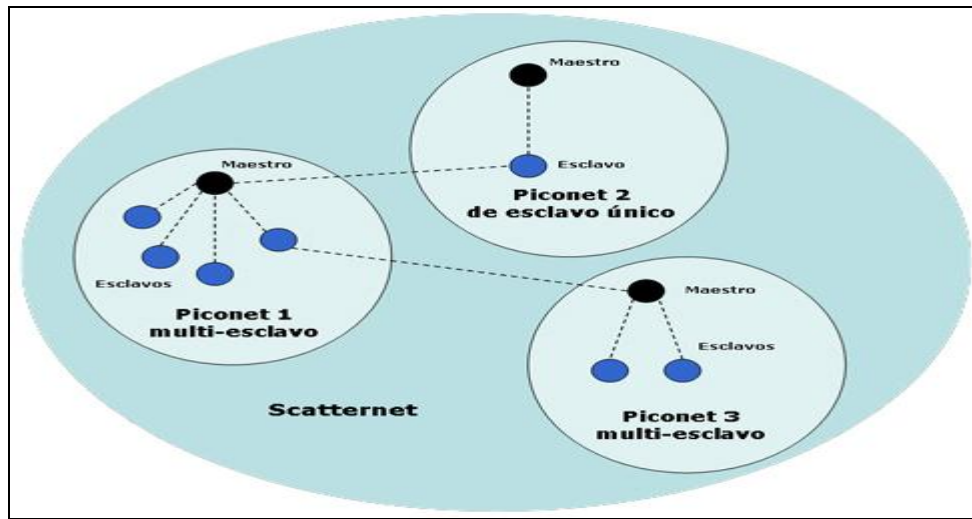 Maestro
Esclavo
Piconet 2
de esclavo único
Maestro
Esclavos
Piconet 1
multi-esclavo
Maestro
Esclavos
Piconet 3
multi-esclavo
Scatternet